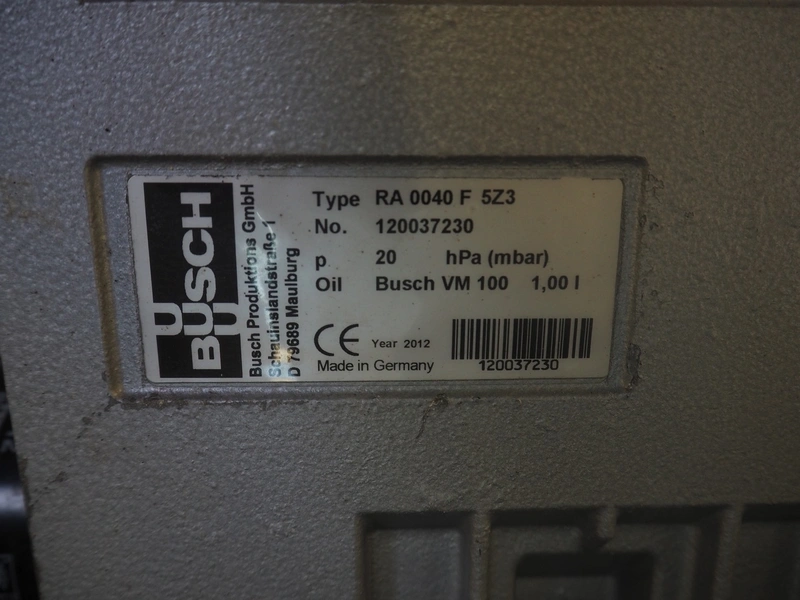 BUSCH
Busch Produktions GmbH
Schauinslandstraße 1
D 79689 Maulburg
Type RA 0040 F 5Z3
No. 120037230
p 20 hPa (mbar)
Oil Busch VM 100 1,00 l
CE Year 2012
Made in Germany
120037230